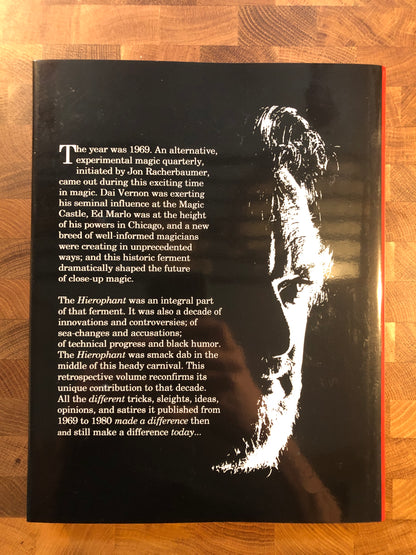 The year was 1969. An alternative,
experimental magic quarterly,
initiated by Jon Racherbaumer,
came out during this exciting time
in magic. Dai Vernon was exerting
his seminal influence at the Magic
Castle, Ed Marlo was at the height
of his powers in Chicago, and a new
breed of well-informed magicians
were creating in unprecedented
ways; and this historic ferment
dramatically shaped the future
of close-up magic.
The Hierophant was an integral part
of that ferment. It was also a decade of
innovations and controversies; of
sea-changes and accusations;
of technical progress and black humor.
The Hierophant was smack dab in the
middle of this heady carnival. This
retrospective volume reconfirms its
unique contribution to that decade.
All the different tricks, sleights, ideas,
opinions, and satires it published from
1969 to 1980 made a difference then
and still make a difference today...